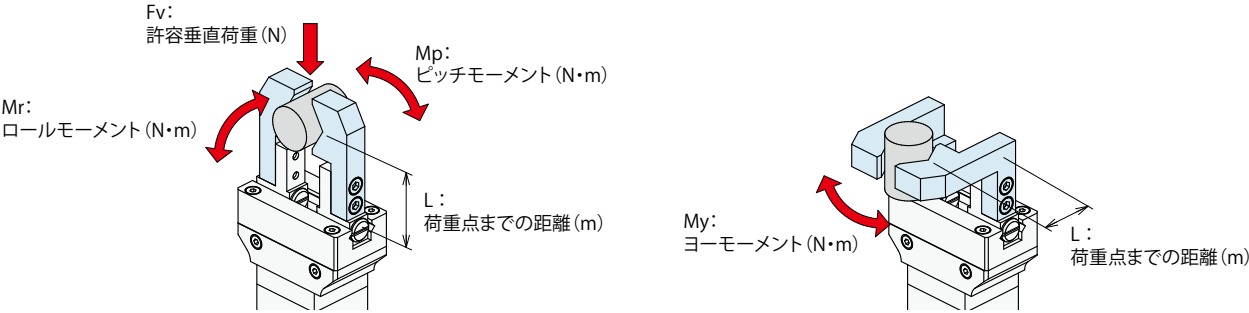 Fv：
許容垂直荷重（N）
Mp：
ピッチモーメント（N・m）
Mr：
ロールモーメント（N・m）
L：
荷重点までの距離（m）
My：
ヨーモーメント（N・m）
L：
荷重点までの距離（m）